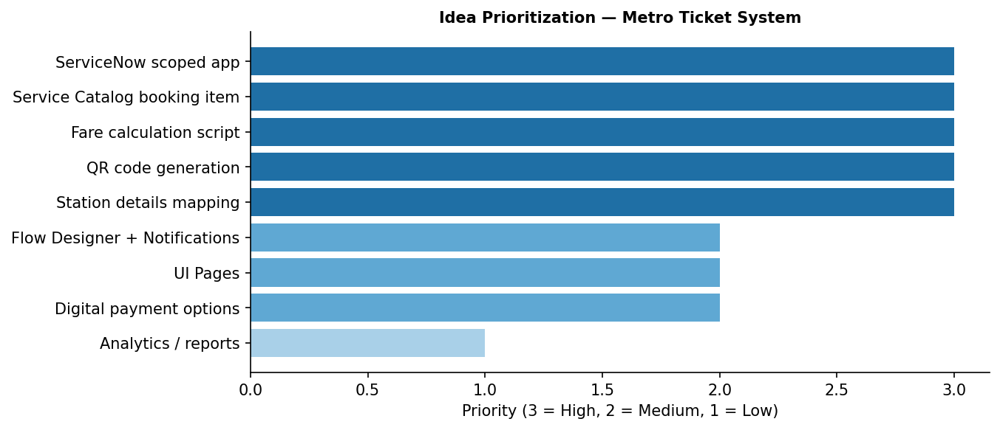 Idea Prioritization — Metro Ticket System
ServiceNow scoped app
Service Catalog booking item
Fare calculation script
QR code generation
Station details mapping
Flow Designer + Notifications
UI Pages
Digital payment options
Analytics / reports
0.0 0.5 1.0 1.5 2.0 2.5 3.0
Priority (3 = High, 2 = Medium, 1 = Low)